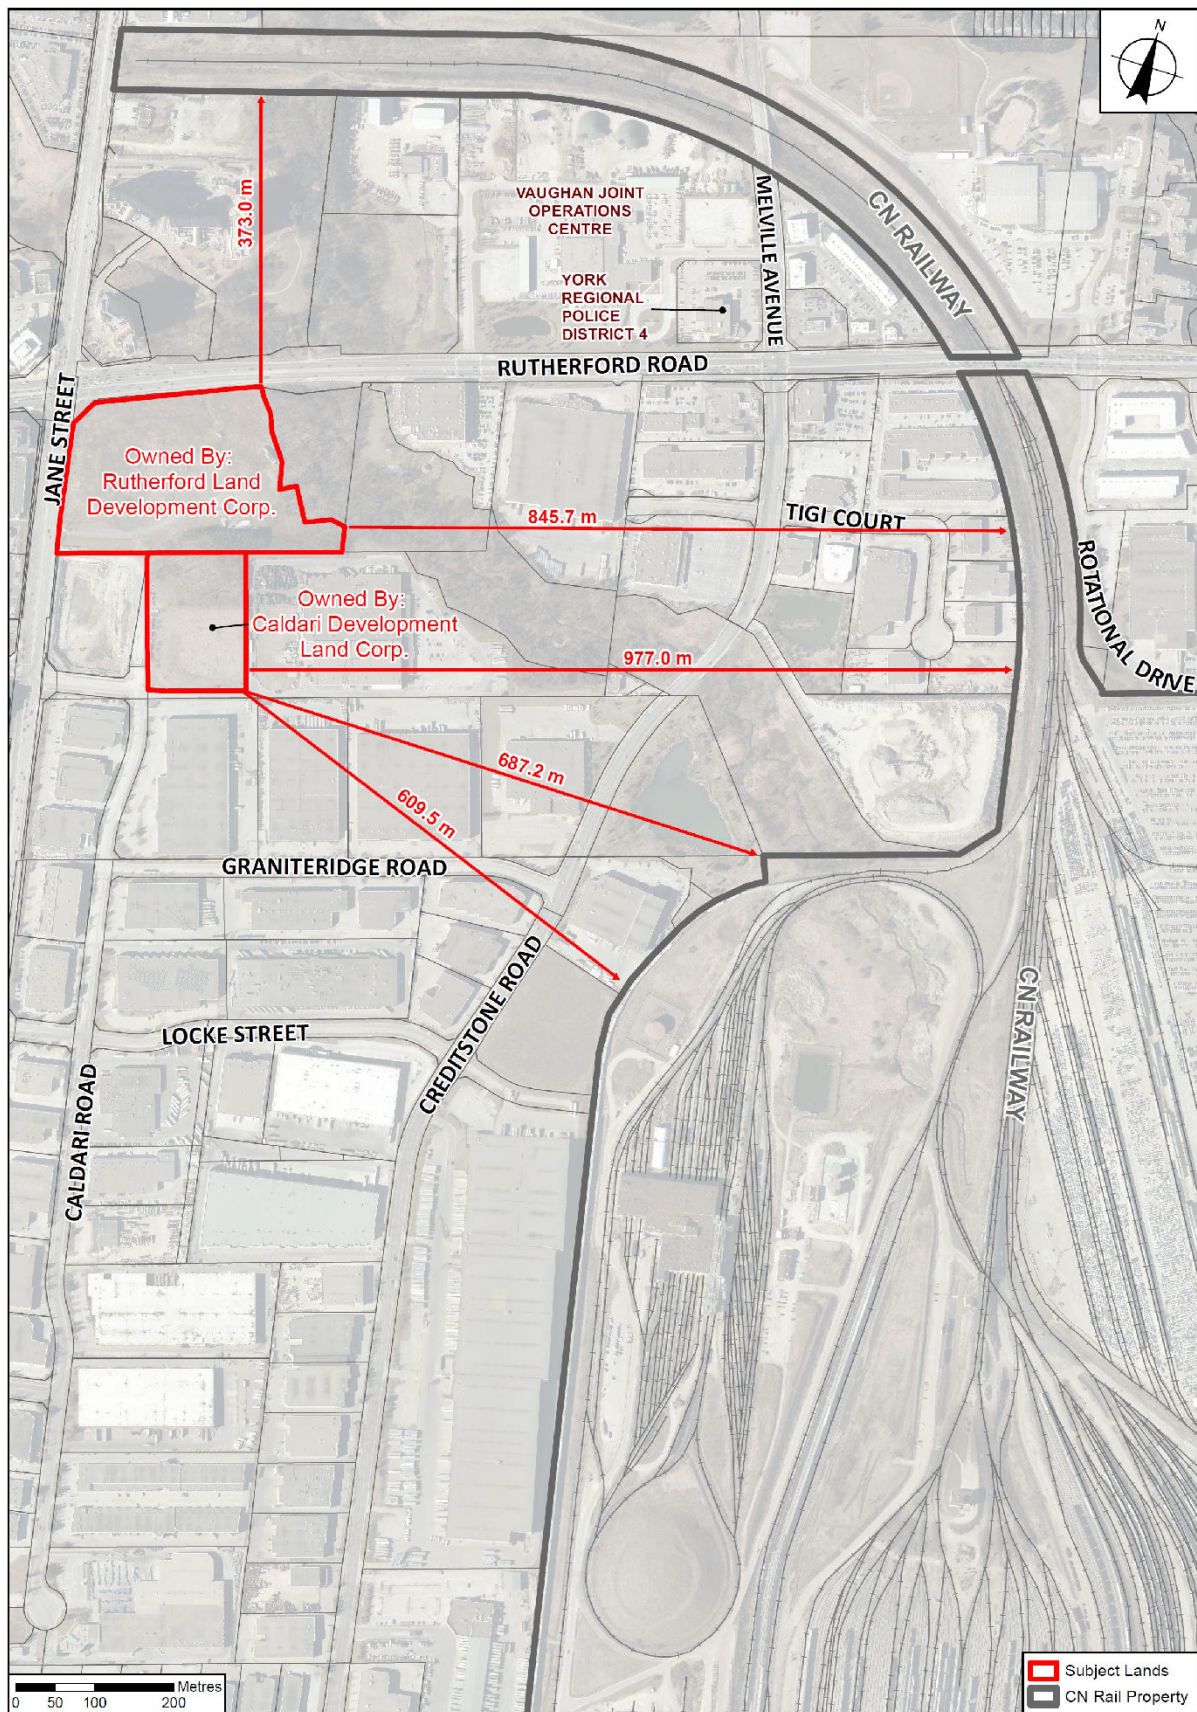 N
VAUGHAN JOINT
OPERATIONS
CENTRE
MELVILLE AVENUE
CN RAILWAY
373.0 m
YORK
REGIONAL
POLICE
DISTRICT 4
RUTHERFORD ROAD
JANE STREET
Owned By:
Rutherford Land
Development Corp.
845.7 m
TIGI COURT
ROTATIONAL DRIVE
Owned By:
Caldari Development
Land Corp.
977.0 m
687.2 m
609.5 m
GRANITERIDGE ROAD
CREDITSTONE ROAD
CN RAILWAY
LOCKE STREET
CALDARI ROAD
Metres
0 50 100 200
Subject Lands
CN Rail Property